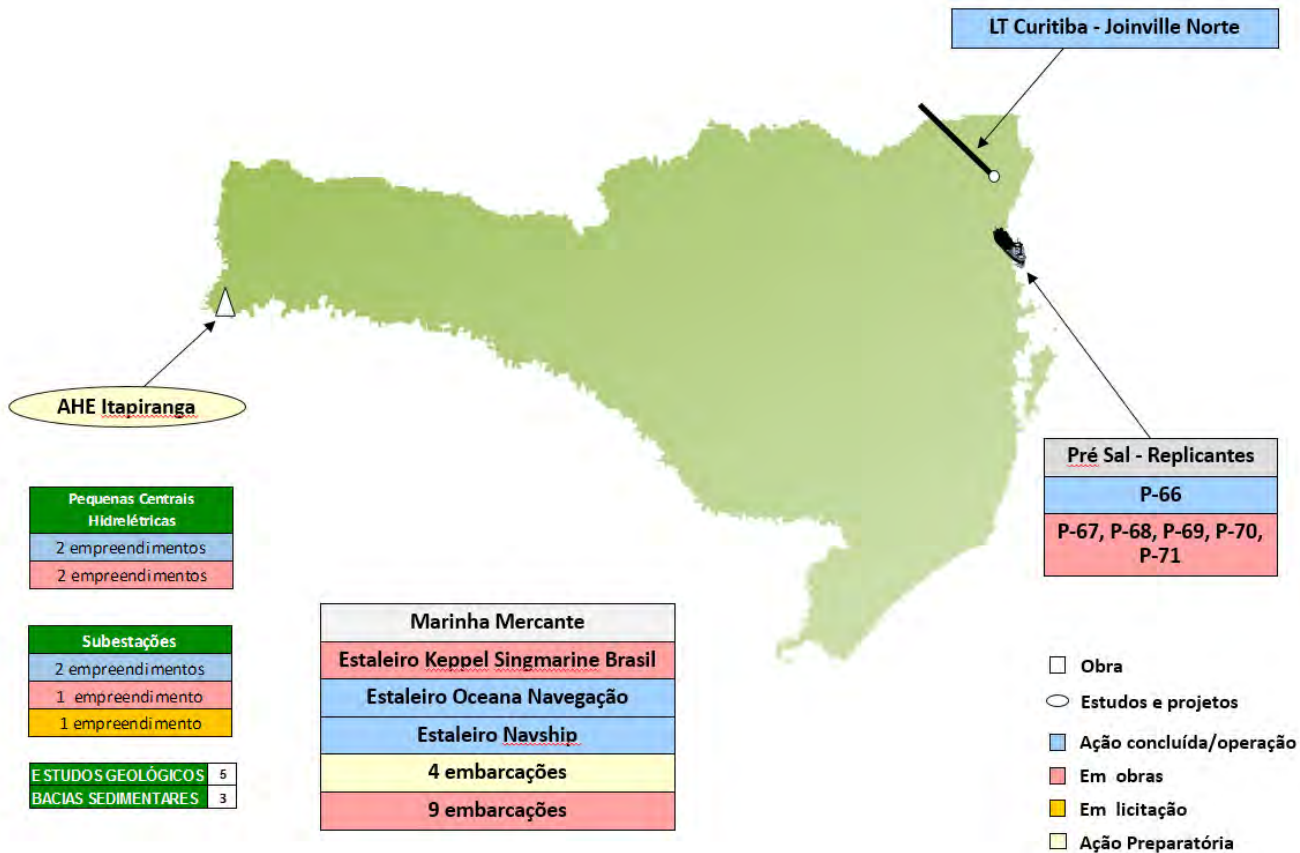 LT Curitiba - Joinville Norte
AHE Itapiranga
Pré Sal - Replicantes
P-66
P-67, P-68, P-69, P-70,
P-71
Pequenas Centrais
Hidrelétricas
2 empreendimentos
2 empreendimentos
Subestações
2 empreendimentos
1 empreendimento
1 empreendimento
ESTUDOS GEOLÓGICOS 5
BACIAS SEDIMENTARES 3
Marinha Mercante
Estaleiro Keppel Singmarine Brasil
Estaleiro Oceana Navegação
Estaleiro Navship
4 embarcações
9 embarcações
Obra
Estudos e projetos
Ação concluída/operação
Em obras
Em licitação
Ação Preparatória